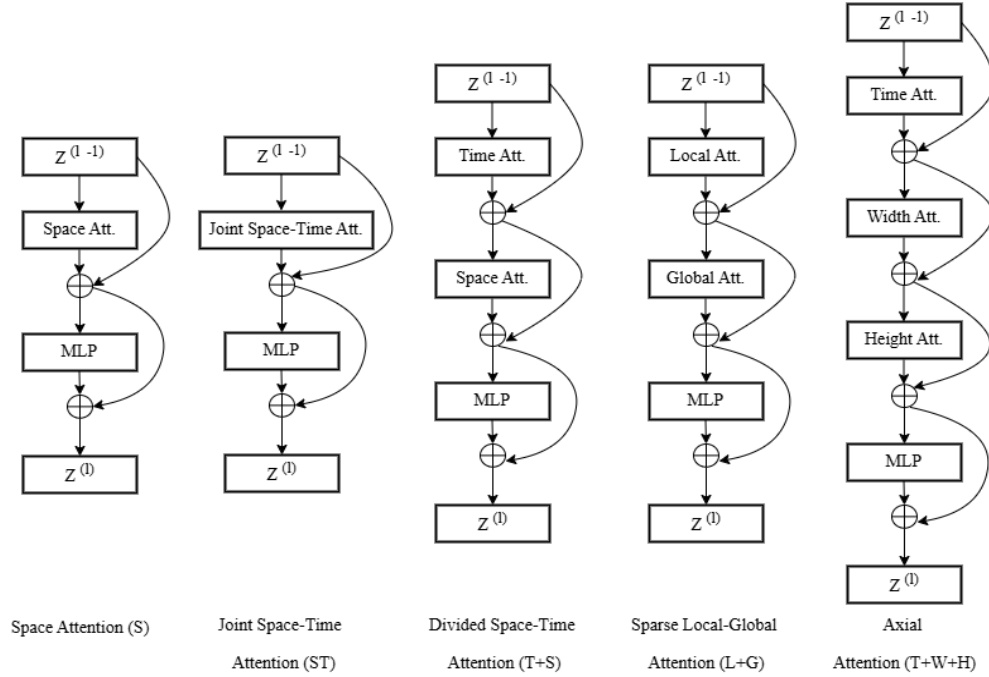 Z (l -1)
Space Att.
MLP
Z (l)
Space Attention (S)
Z (l -1)
Joint Space-Time Att.
MLP
Z (l)
Joint Space-Time
Attention (ST)
Z (l -1)
Time Att.
Space Att.
MLP
Z (l)
Divided Space-Time
Attention (T+S)
Z (l -1)
Local Att.
Global Att.
MLP
Z (l)
Sparse Local-Global
Attention (L+G)
Z (l -1)
Time Att.
Width Att.
Height Att.
MLP
Z (l)
Axial
Attention (T+W+H)